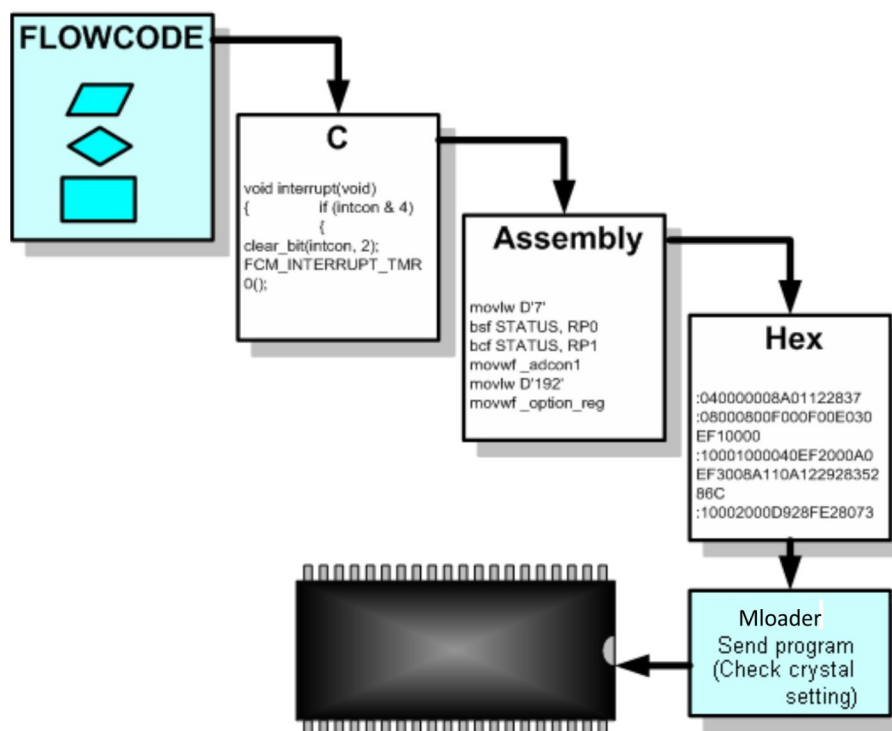 FLOWCODE
C
void interrupt(void)
{ if (intcon & 4)
{
clear_bit(intcon, 2);
FCM_INTERRUPT_TMR
0();
Assembly
movlw D'7'
bsf STATUS, RP0
bcf STATUS, RP1
movwf _adcon1
movlw D'192'
movwf _option_reg
Hex
:040000008A01122837
:08000800F000F00E030
EF10000
:10001000040EF2000A0
EF3008A110A122928352
86C
:10002000D928FE28073
Mloader
Send program
(Check crystal
setting)